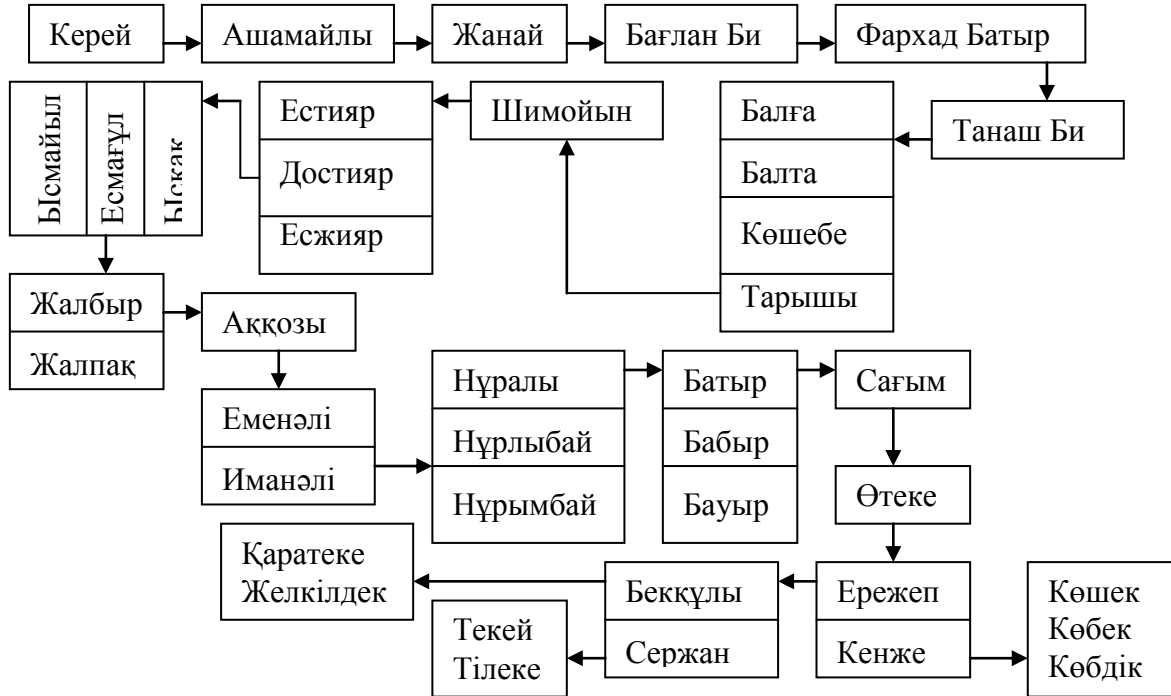 Керей
Ашамайлы
Жанай
Бағлан Би
Фархад Батыр
Танаш Би
Балға
Балта
Көшебе
Тарышы
Шимойын
Естияр
Достияр
Есжияр
Ысмайыл
Есмағұл
Ысқақ
Жалбыр
Жалпақ
Аққозы
Еменәлі
Иманәлі
Нұралы
Нұрлыбай
Нұрымбай
Батыр
Бабыр
Бауыр
Сағым
Өтеке
Ережеп
Кенже
Бекқұлы
Сержан
Қаратеке
Желкілдек
Текей
Тілеке
Көшек
Көбек
Көбдік